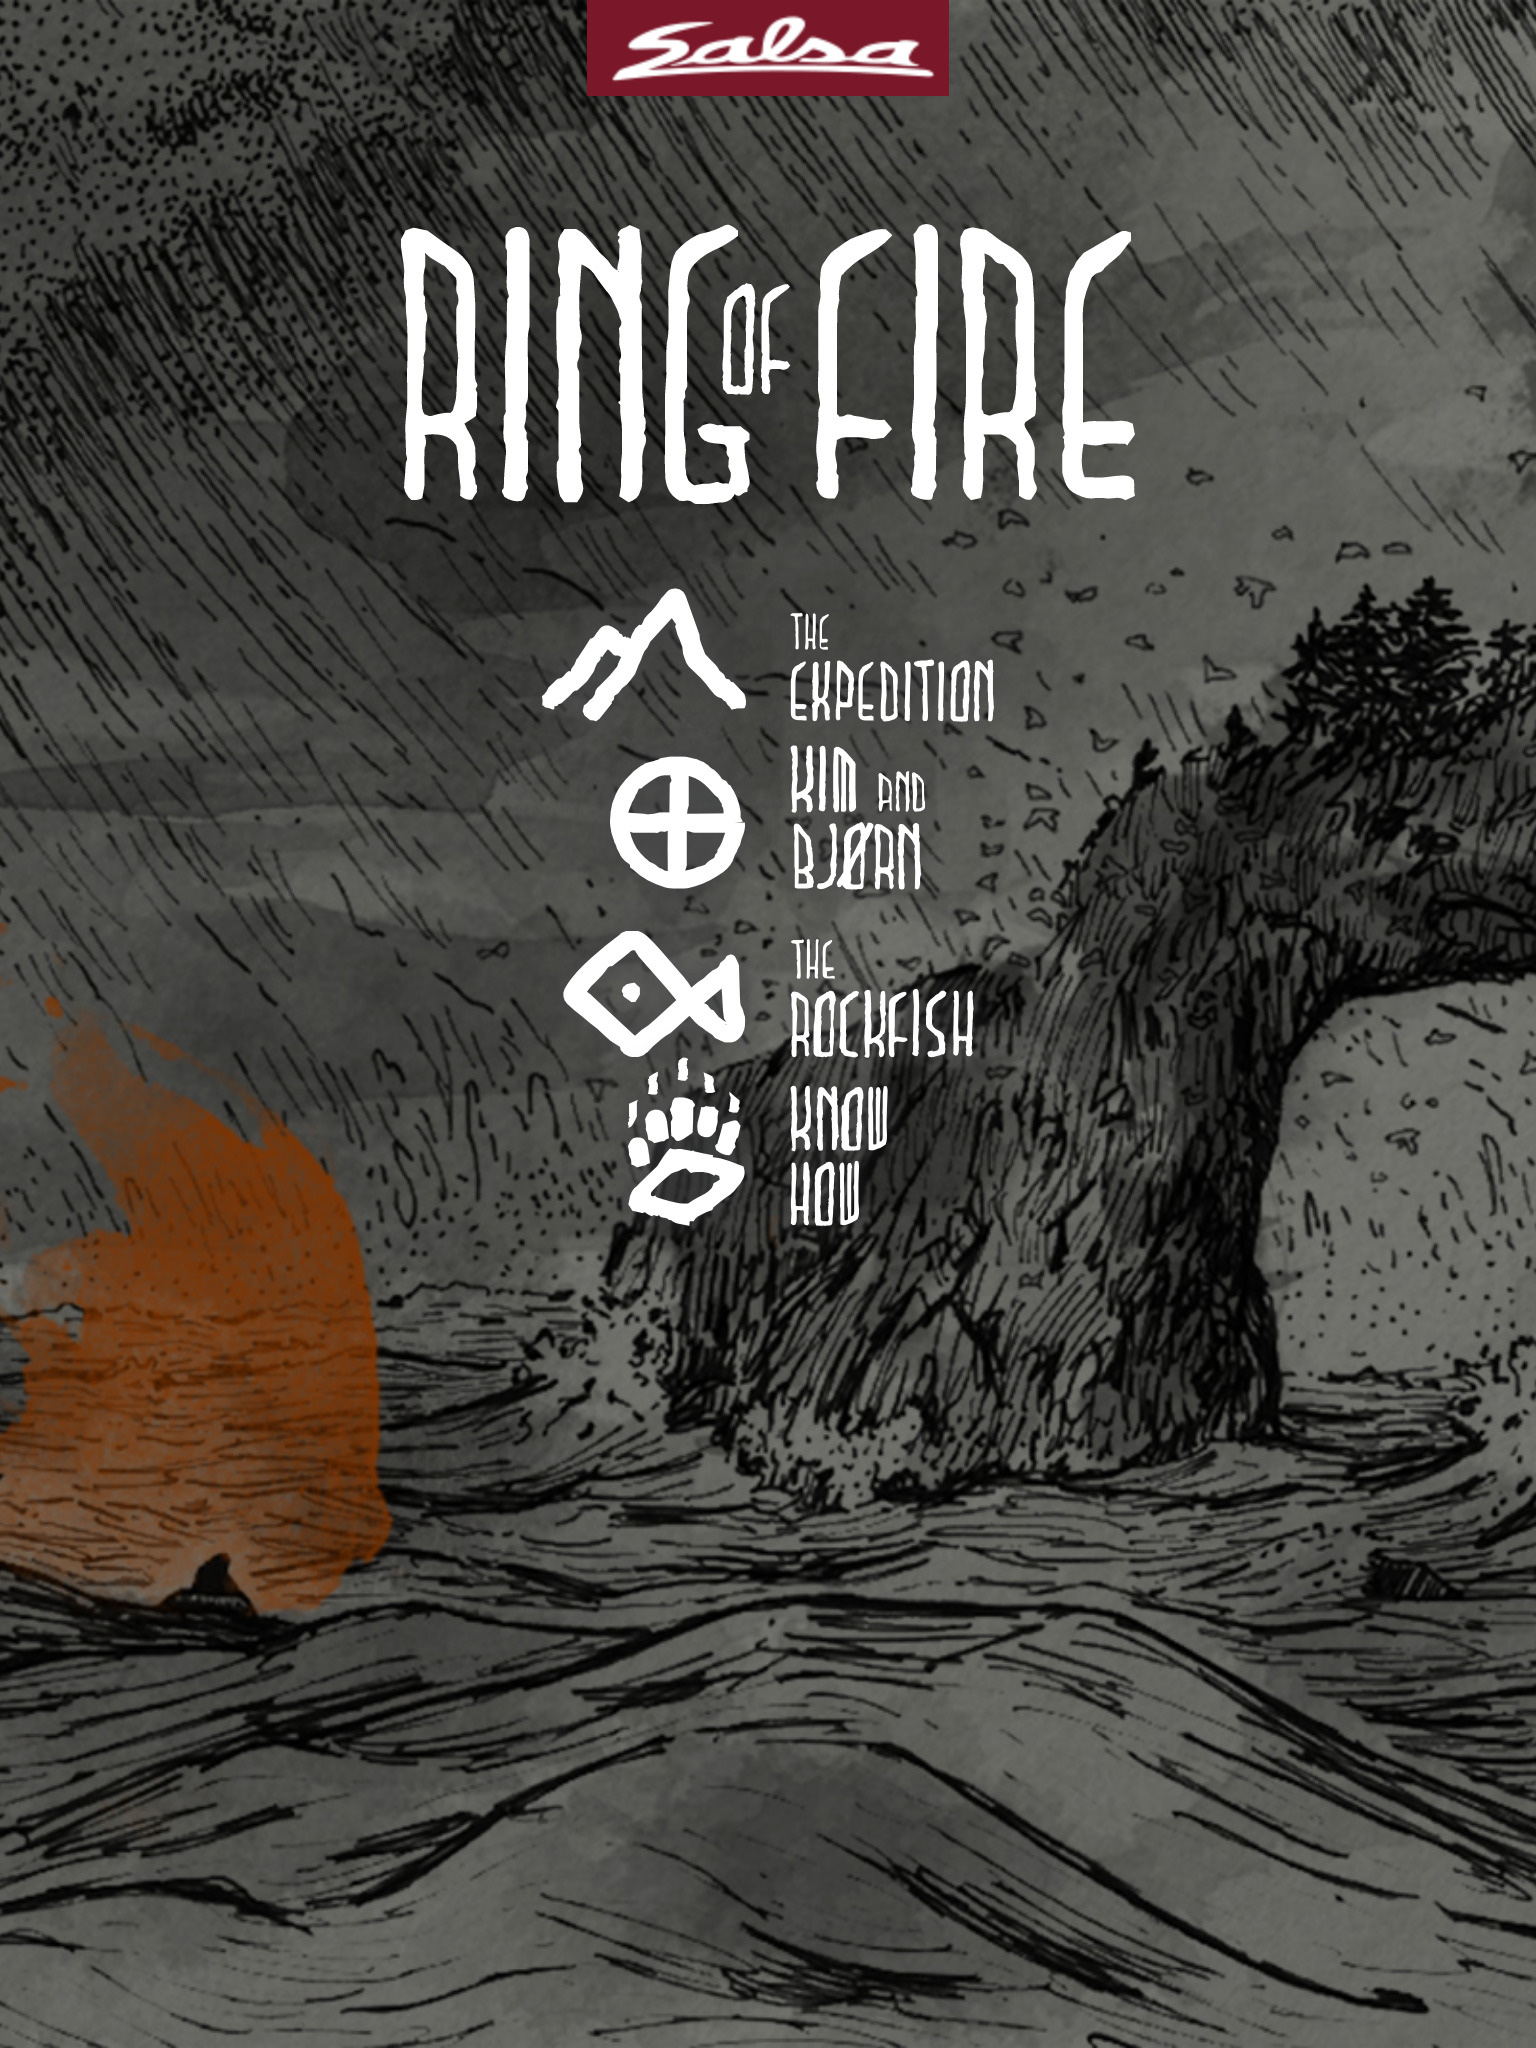 Salsa
RING OF FIRE
THE
EXPEDITION
KIM AND
BJØRN
THE
ROCKFISH
KNOW
HOW